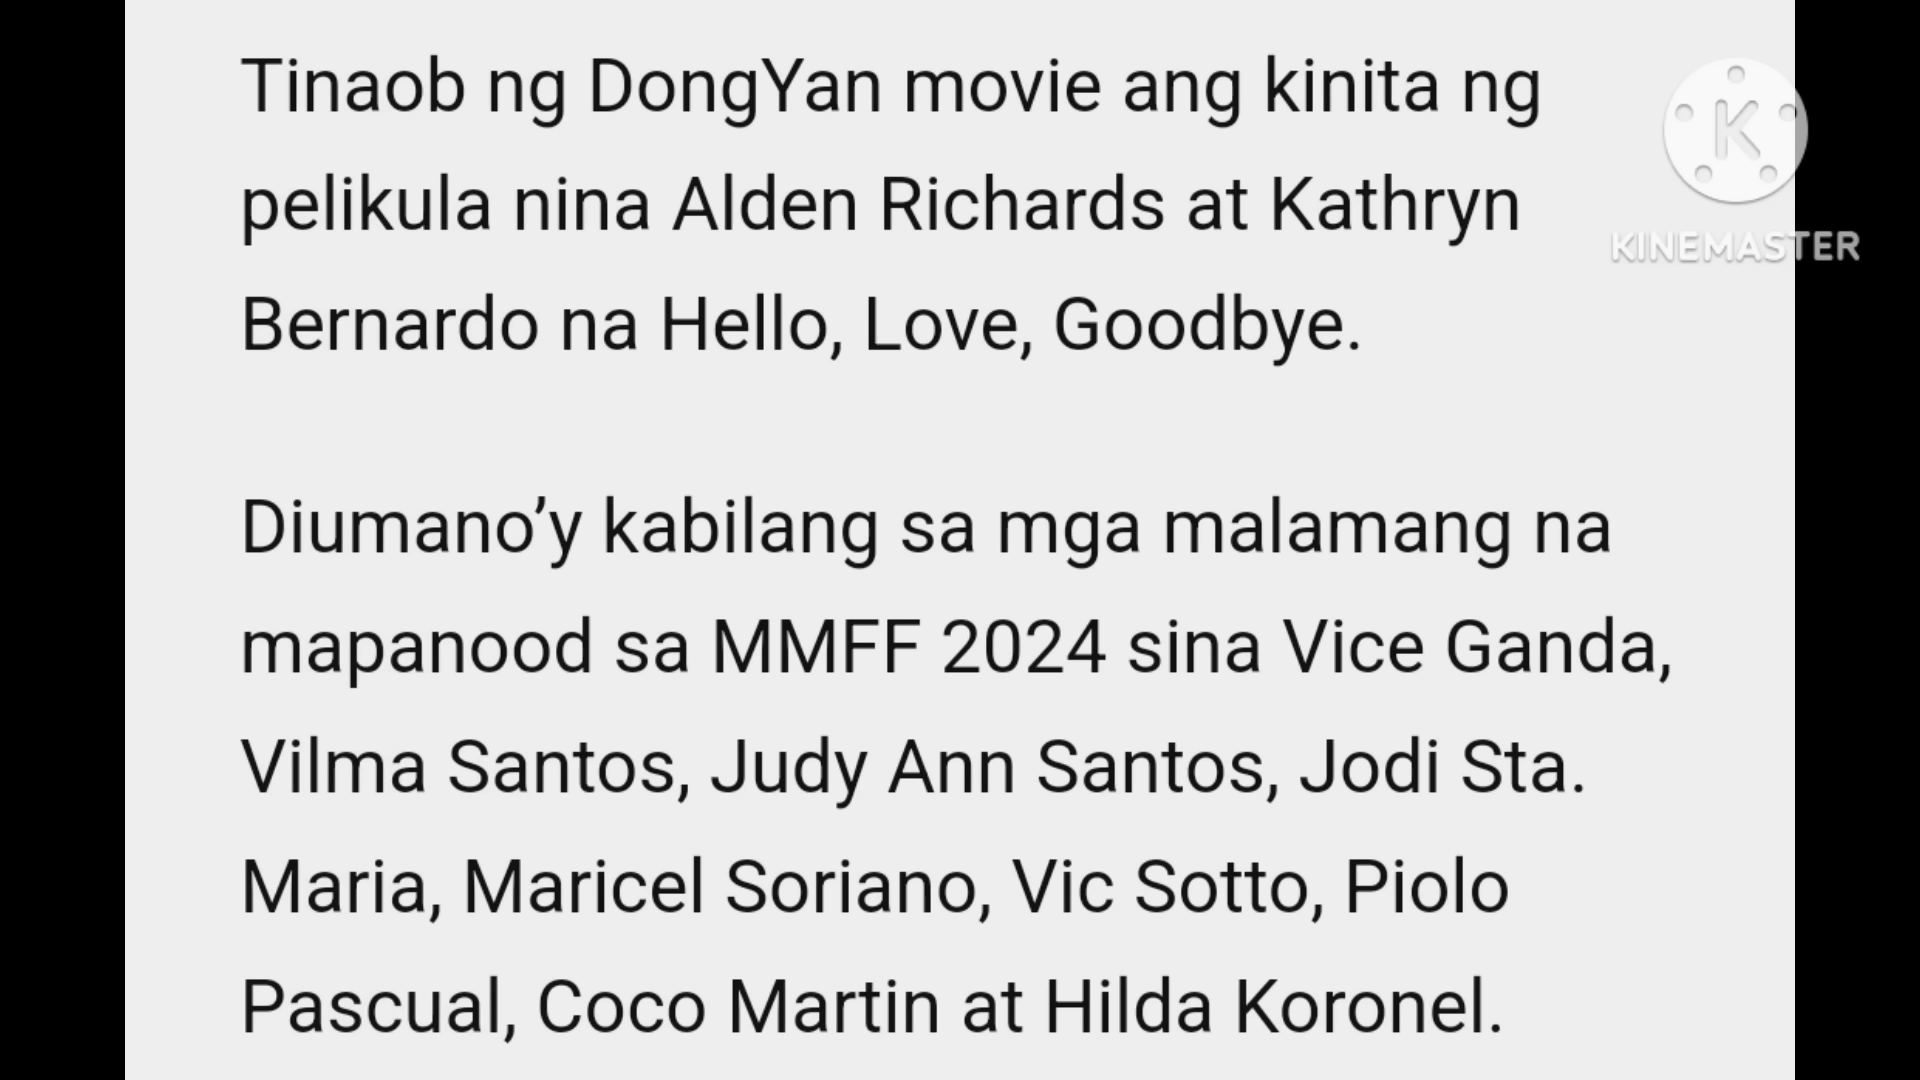 Tinaob ng DongYan movie ang kinita ng
pelikula nina Alden Richards at Kathryn
Bernardo na Hello, Love, Goodbye.
Diumano’y kabilang sa mga malamang na
mapanood sa MMFF 2024 sina Vice Ganda,
Vilma Santos, Judy Ann Santos, Jodi Sta.
Maria, Maricel Soriano, Vic Sotto, Piolo
Pascual, Coco Martin at Hilda Koronel.
K
KINEMASTER